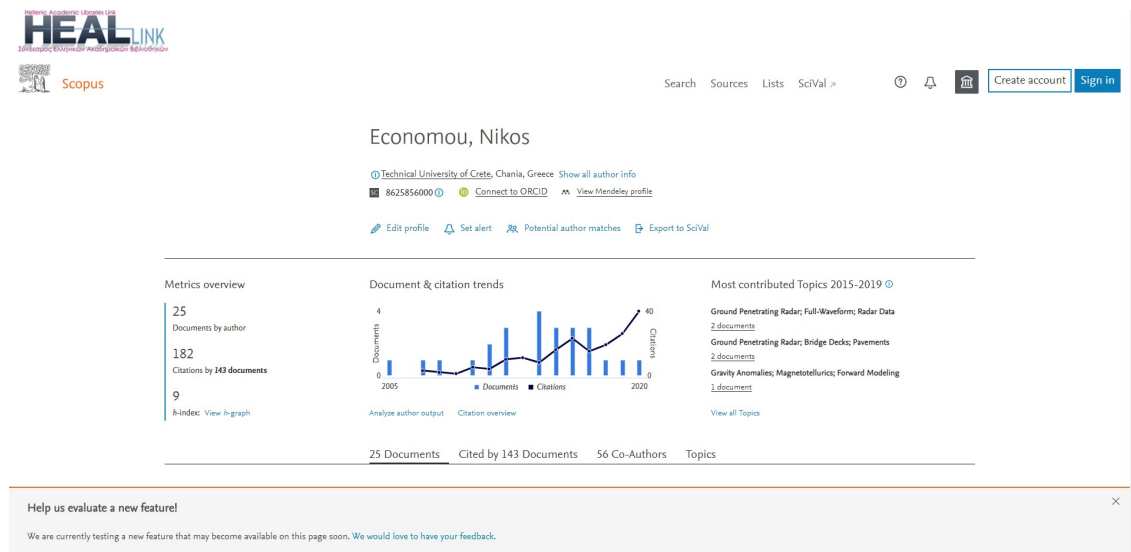 Hellenic Academic Libraries Link
HEAL LINK
Σύνδεσμος Ελληνικών Ακαδημαϊκών Βιβλιοθηκών
Scopus
Search Sources Lists SciVal
Create account Sign in
Economou, Nikos
Technical University of Crete, Chania, Greece Show all author info
SC 8625856000 iD Connect to ORCID View Mendeley profile
Edit profile Set alert Potential author matches Export to SciVal
Metrics overview
25
Documents by author
182
Citations by 143 documents
9
h-index: View h-graph
Document & citation trends
4
Documents
0
40
Citations
0
2005
Documents Citations
2020
Analyze author output Citation overview
Most contributed Topics 2015-2019
Ground Penetrating Radar; Full-Waveform; Radar Data
2 documents
Ground Penetrating Radar; Bridge Decks; Pavements
2 documents
Gravity Anomalies; Magnetotellurics; Forward Modeling
1 document
View all Topics
25 Documents Cited by 143 Documents 56 Co-Authors Topics
Help us evaluate a new feature!
We are currently testing a new feature that may become available on this page soon. We would love to have your feedback.